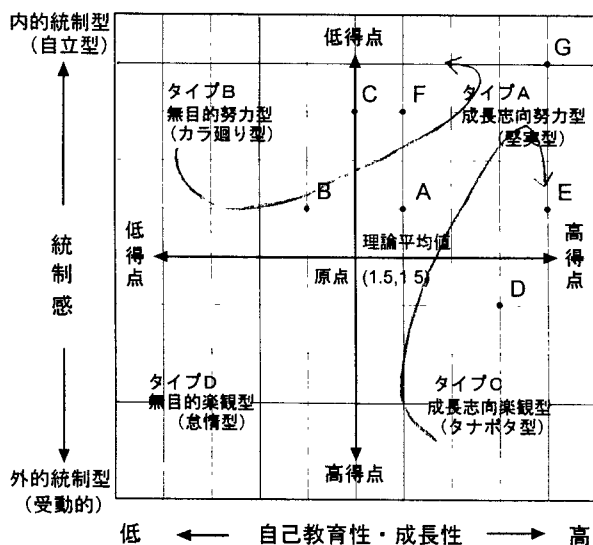 内的統制型
(自立型)
低得点
G
タイプB
無目的努力型
(カラ廻り型)
C
F
タイプA
成長志向努力型
(堅実型)
B
A
E
統制感
低得点
理論平均値
高得点
原点
(1.5,1 5)
D
タイプD
無目的楽観型
(怠惰型)
タイプC
成長志向楽観型
(タナボタ型)
外的統制型
(受動的)
高得点
低
自己教育性・成長性
高